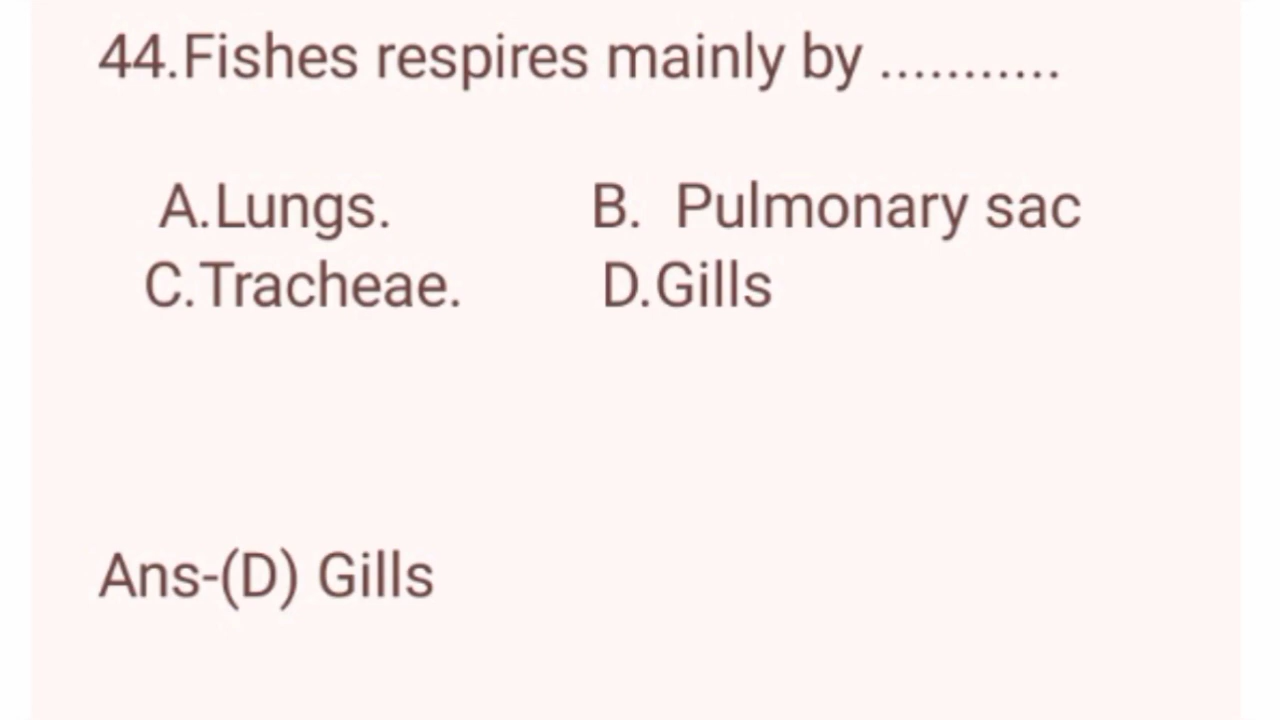 44.Fishes respires mainly by ...........
A.Lungs. B. Pulmonary sac
C.Tracheae. D.Gills
Ans-(D) Gills